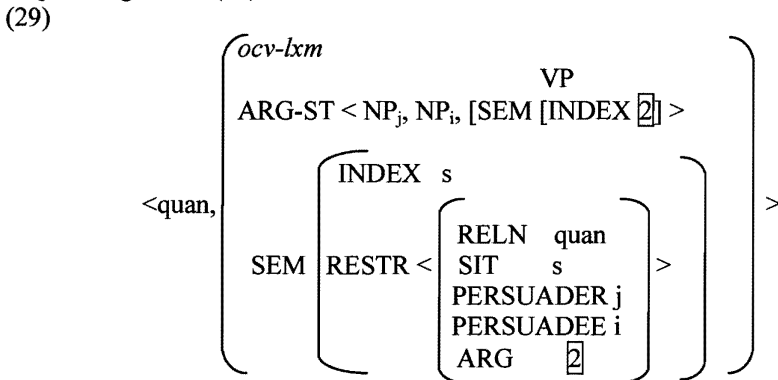 (29)
ocv-lxm
VP
ARG-ST < NPj, NPi, [SEM [INDEX 2]] >
INDEX s
<quan,
>
RELN quan
SEM RESTR < SIT s >
PERSUADER j
PERSUADEE i
ARG 2